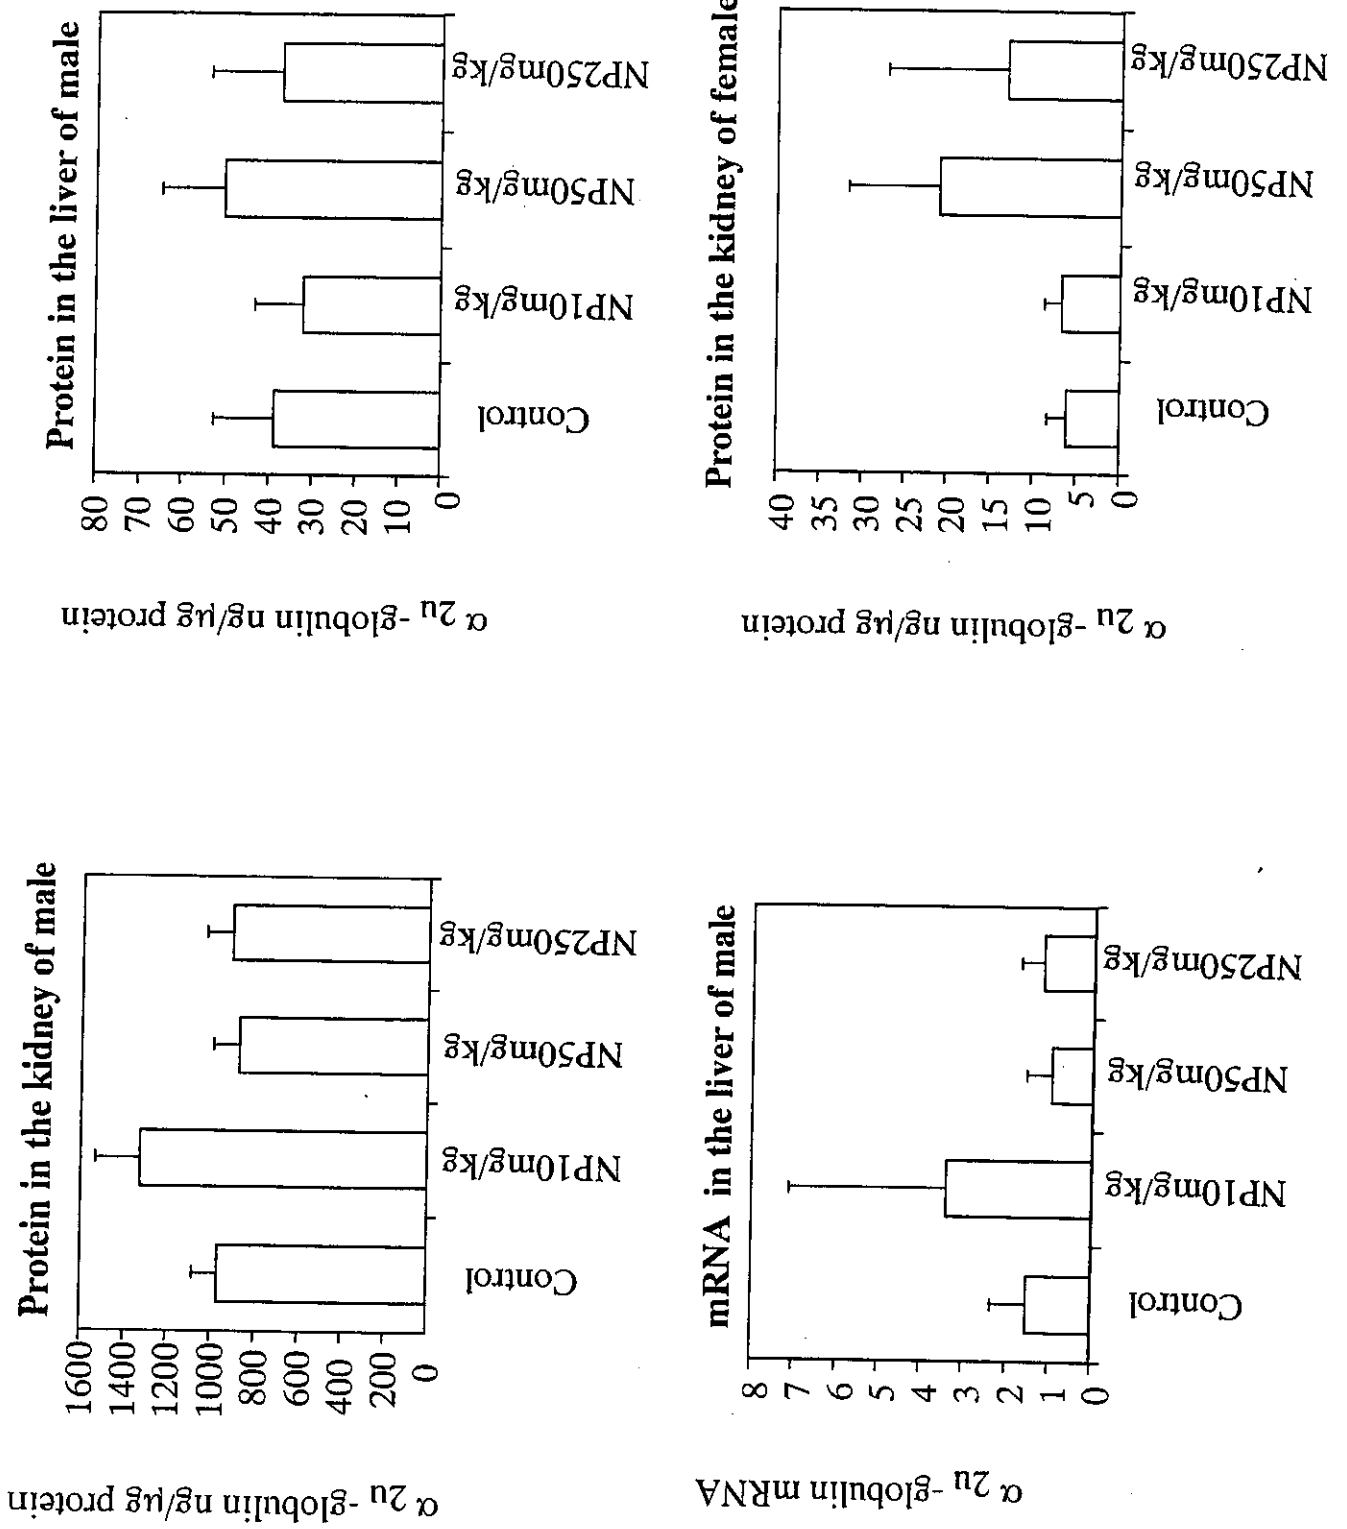 Protein in the kidney of male
α 2u -globulin ng/μg protein
1600
1400
1200
1000
800
600
400
200
0
Control
NP10mg/kg
NP50mg/kg
NP250mg/kg
Protein in the liver of male
α 2u -globulin ng/μg protein
80
70
60
50
40
30
20
10
0
Control
NP10mg/kg
NP50mg/kg
NP250mg/kg
mRNA in the liver of male
α 2u -globulin mRNA
8
7
6
5
4
3
2
1
0
Control
NP10mg/kg
NP50mg/kg
NP250mg/kg
Protein in the kidney of female
α 2u -globulin ng/μg protein
40
35
30
25
20
15
10
5
0
Control
NP10mg/kg
NP50mg/kg
NP250mg/kg